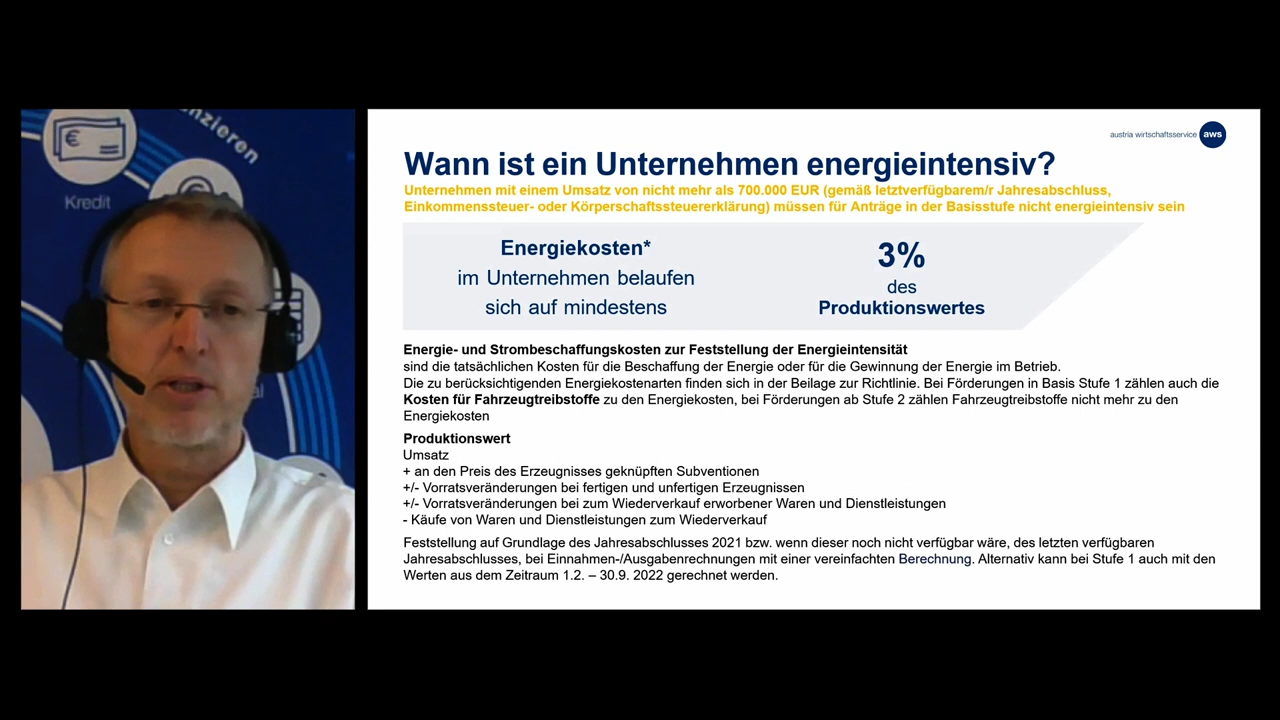 nzieren
Kredit
al
austria wirtschaftsservice aws
Wann ist ein Unternehmen energieintensiv?
Unternehmen mit einem Umsatz von nicht mehr als 700.000 EUR (gemäß letztverfügbarem/r Jahresabschluss,
Einkommenssteuer- oder Körperschaftssteuererklärung) müssen für Anträge in der Basisstufe nicht energieintensiv sein
Energiekosten*
im Unternehmen belaufen
sich auf mindestens
3%
des
Produktionswertes
Energie- und Strombeschaffungskosten zur Feststellung der Energieintensität
sind die tatsächlichen Kosten für die Beschaffung der Energie oder für die Gewinnung der Energie im Betrieb.
Die zu berücksichtigenden Energiekostenarten finden sich in der Beilage zur Richtlinie. Bei Förderungen in Basis Stufe 1 zählen auch die
Kosten für Fahrzeugtreibstoffe zu den Energiekosten, bei Förderungen ab Stufe 2 zählen Fahrzeugtreibstoffe nicht mehr zu den
Energiekosten
Produktionswert
Umsatz
+ an den Preis des Erzeugnisses geknüpften Subventionen
+/- Vorratsveränderungen bei fertigen und unfertigen Erzeugnissen
+/- Vorratsveränderungen bei zum Wiederverkauf erworbener Waren und Dienstleistungen
- Käufe von Waren und Dienstleistungen zum Wiederverkauf
Feststellung auf Grundlage des Jahresabschlusses 2021 bzw. wenn dieser noch nicht verfügbar wäre, des letzten verfügbaren
Jahresabschlusses, bei Einnahmen-/Ausgabenrechnungen mit einer vereinfachten Berechnung. Alternativ kann bei Stufe 1 auch mit den
Werten aus dem Zeitraum 1.2. – 30.9. 2022 gerechnet werden.